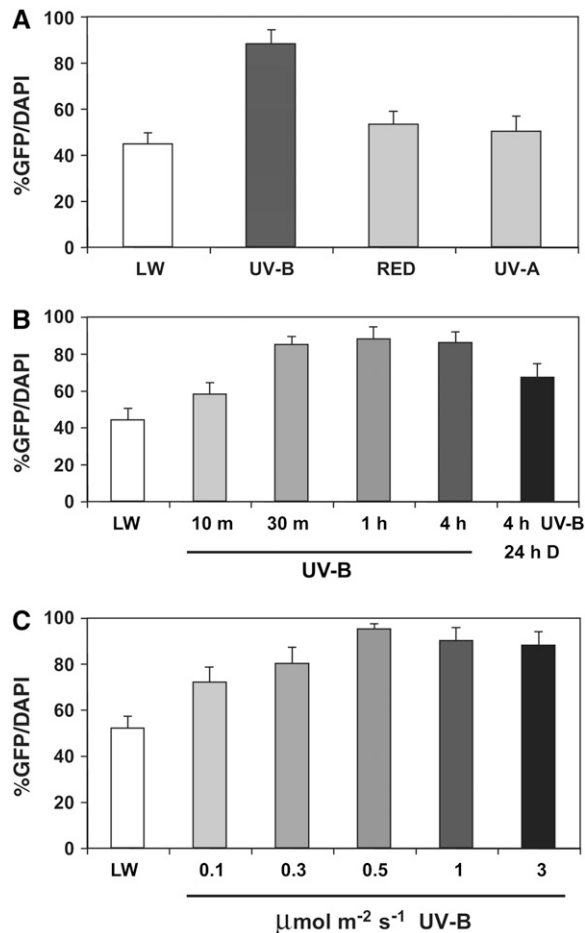 A
100
80
60
40
20
0
%GFP/DAPI
LW UV-B RED UV-A
B
100
80
60
40
20
0
%GFP/DAPI
LW 10 m 30 m 1 h 4 h 4 h UV-B
24 h D
UV-B
C
100
80
60
40
20
0
%GFP/DAPI
LW 0.1 0.3 0.5 1 3
μmol m⁻² s⁻¹ UV-B